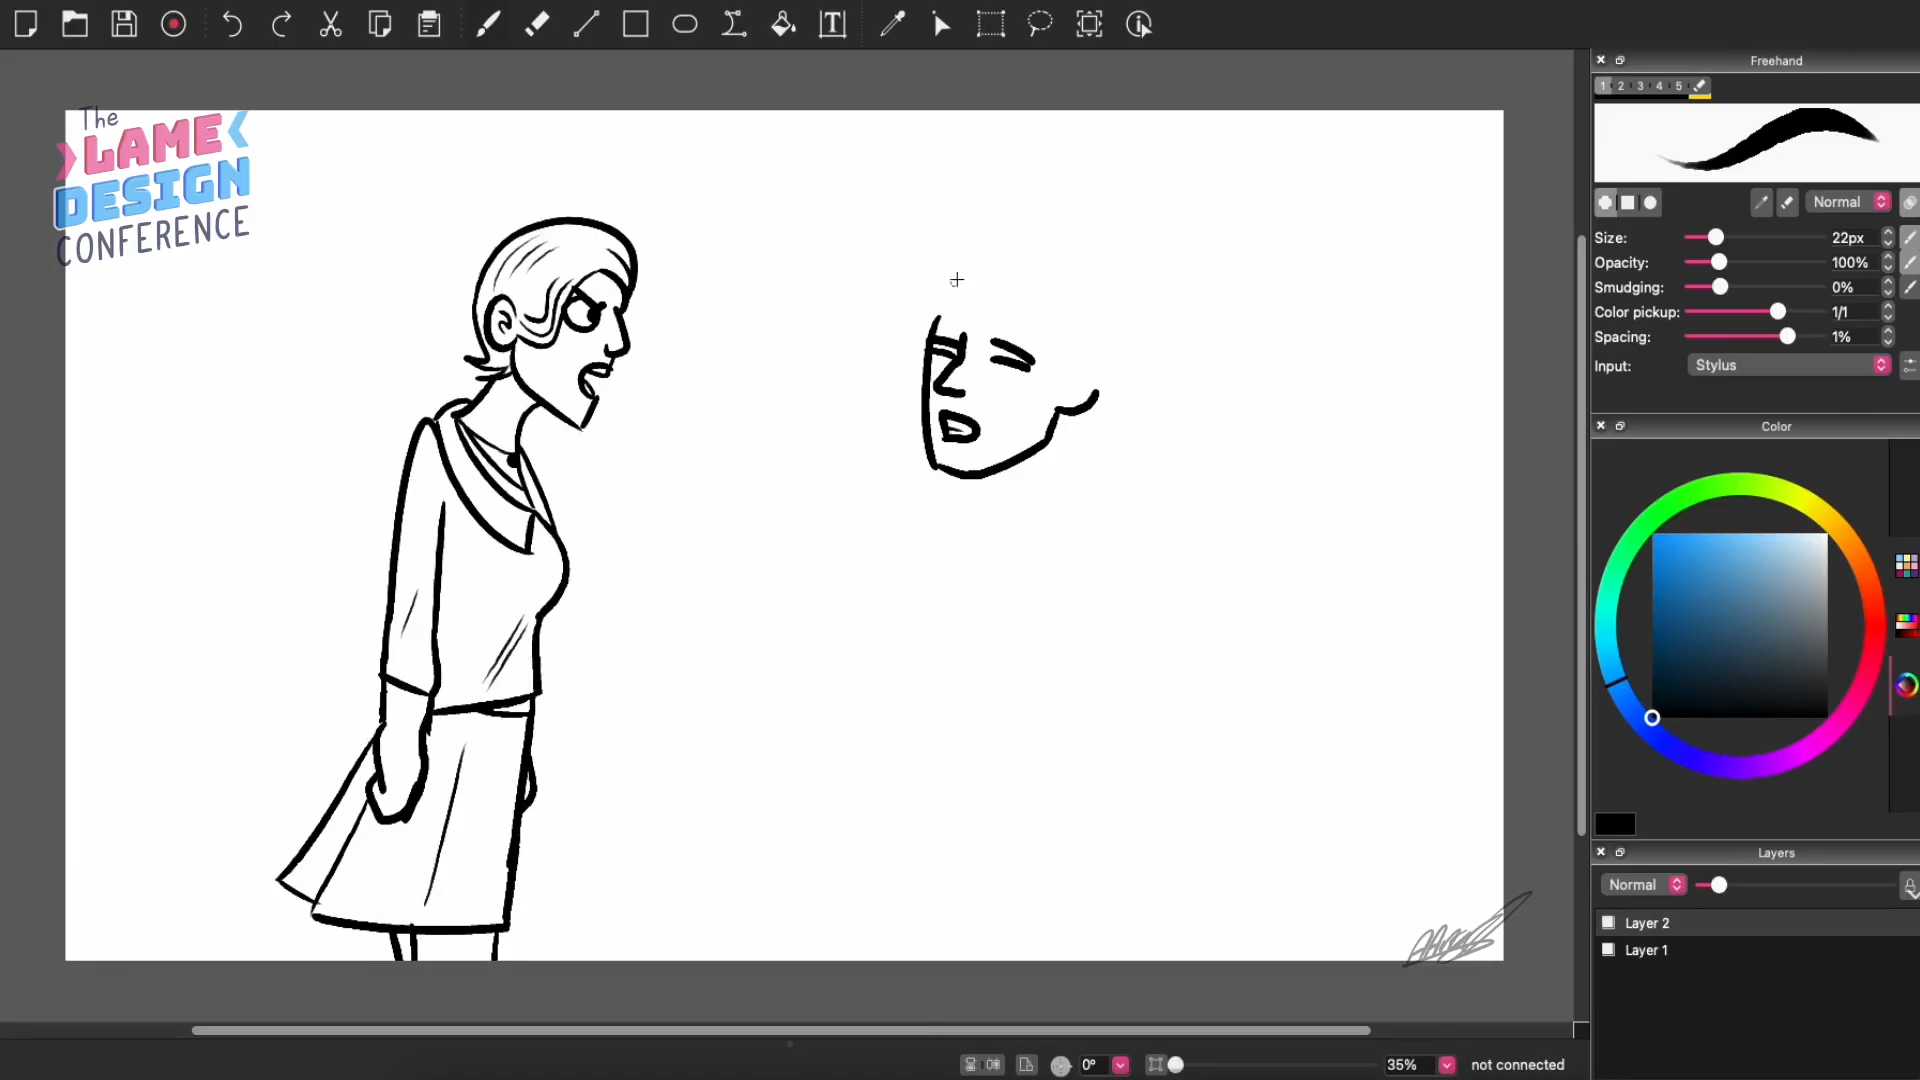 The
LAME
DESIGN
CONFERENCE
Freehand
1 2 3 4 5
Normal
Size: 22px
Opacity: 100%
Smudging: 0%
Color pickup: 1/1
Spacing: 1%
Input: Stylus
Color
Layers
Normal
Layer 2
Layer 1
0°
35%
not connected